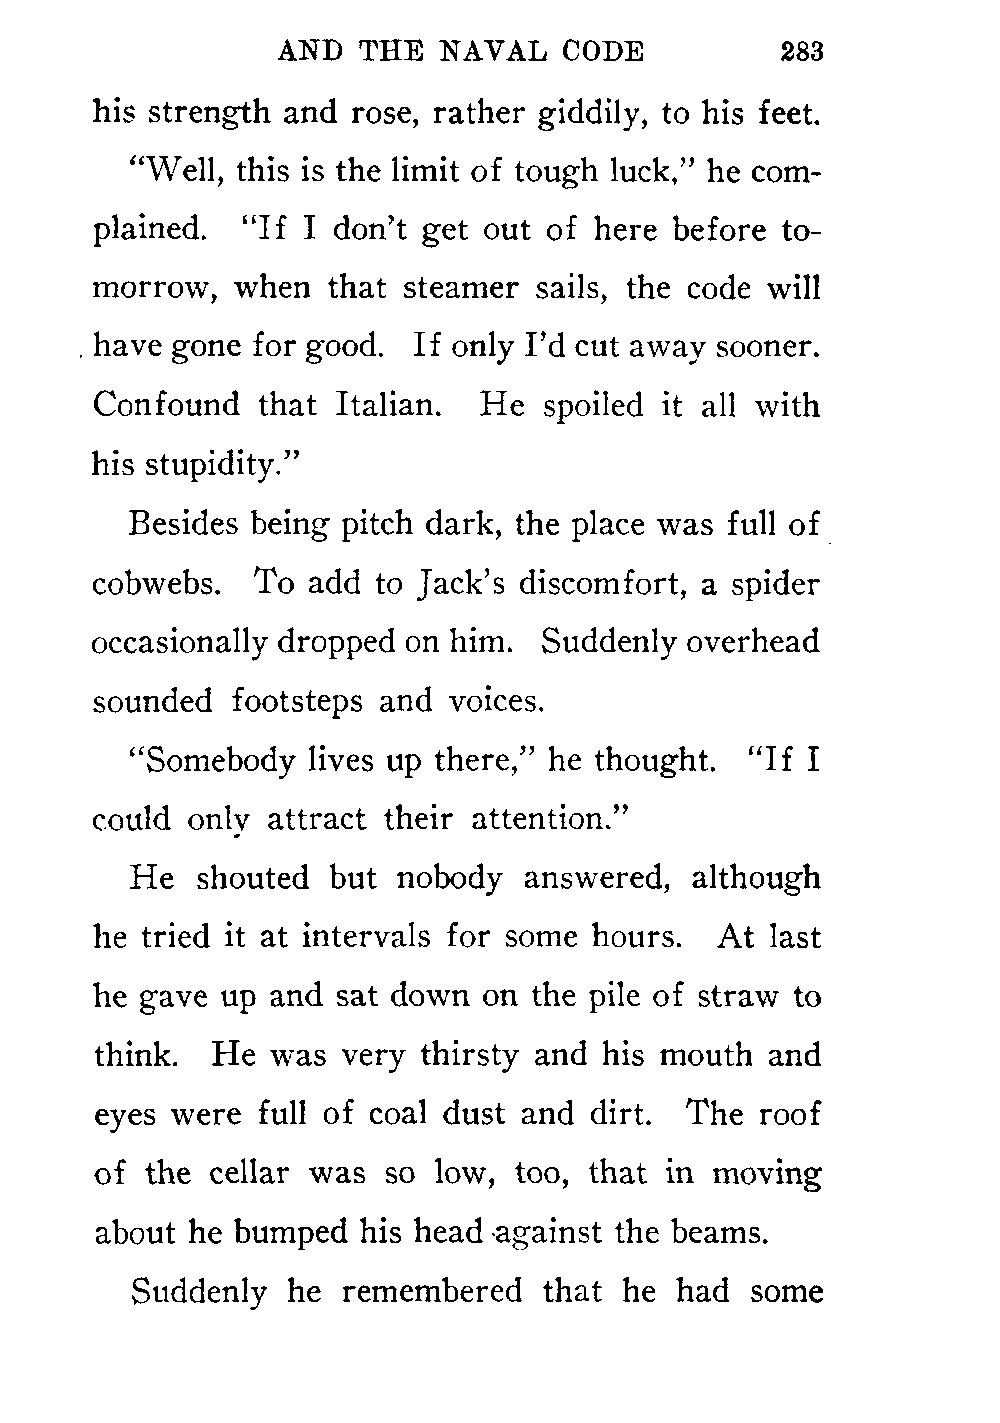 AND THE NAVAL CODE 283
his strength and rose, rather giddily, to his feet.
“Well, this is the limit of tough luck,” he com-
plained. “If I don’t get out of here before to-
morrow, when that steamer sails, the code will
have gone for good. If only I’d cut away sooner.
Confound that Italian. He spoiled it all with
his stupidity.”
Besides being pitch dark, the place was full of
cobwebs. To add to Jack’s discomfort, a spider
occasionally dropped on him. Suddenly overhead
sounded footsteps and voices.
“Somebody lives up there,” he thought. “If I
could only attract their attention.”
He shouted but nobody answered, although
he tried it at intervals for some hours. At last
he gave up and sat down on the pile of straw to
think. He was very thirsty and his mouth and
eyes were full of coal dust and dirt. The roof
of the cellar was so low, too, that in moving
about he bumped his head against the beams.
Suddenly he remembered that he had some